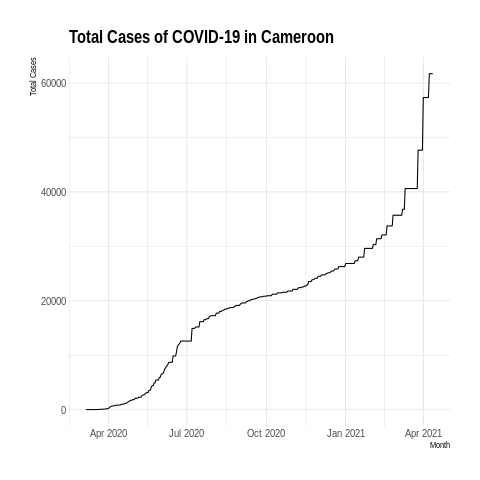 Total Cases of COVID-19 in Cameroon
Total Cases
60000
40000
20000
0
Apr 2020 Jul 2020 Oct 2020 Jan 2021 Apr 2021
Month